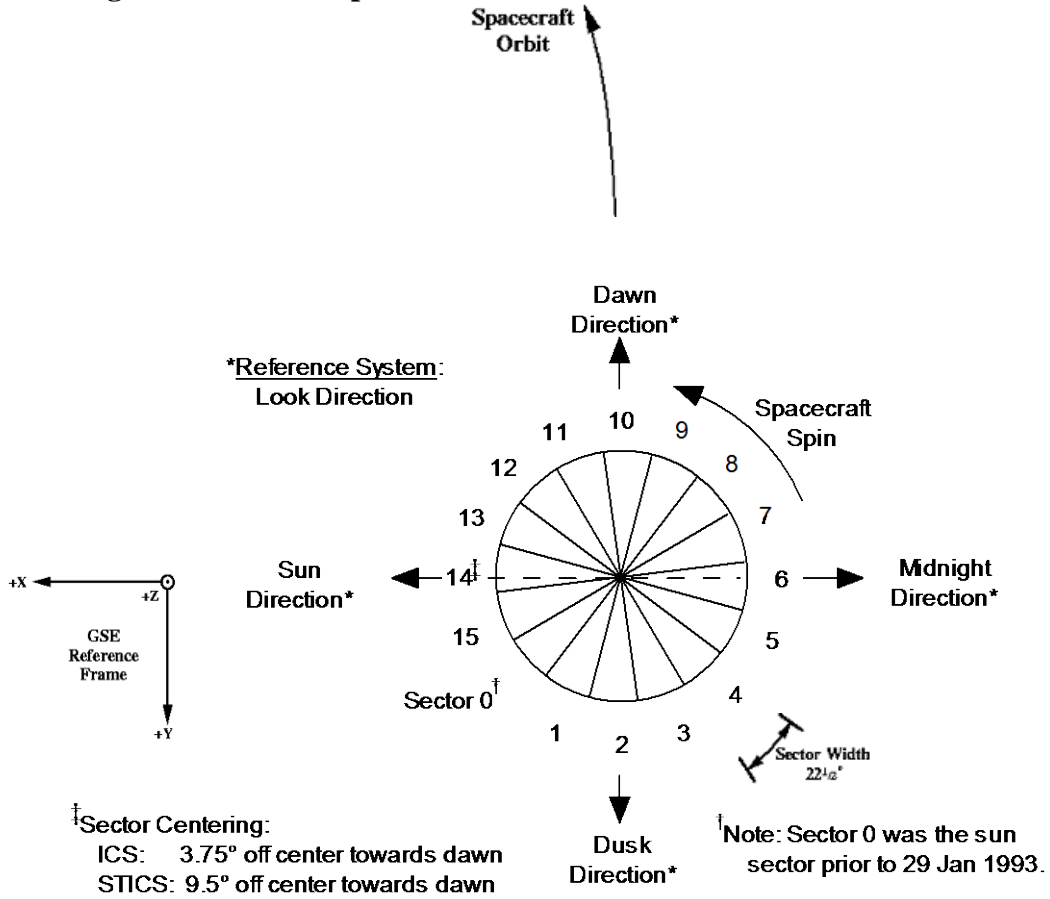 Spacecraft
Orbit
Dawn
Direction*
*Reference System:
Look Direction
Spacecraft
Spin
10
11
9
12
8
13
7
Sun
Direction*
14‡
6
Midnight
Direction*
+X
+Z
GSE
Reference
Frame
+Y
15
5
Sector 0†
4
1
2
3
Sector Width
22½°
‡Sector Centering:
ICS: 3.75° off center towards dawn
STICS: 9.5° off center towards dawn
Dusk
Direction*
†Note: Sector 0 was the sun
sector prior to 29 Jan 1993.